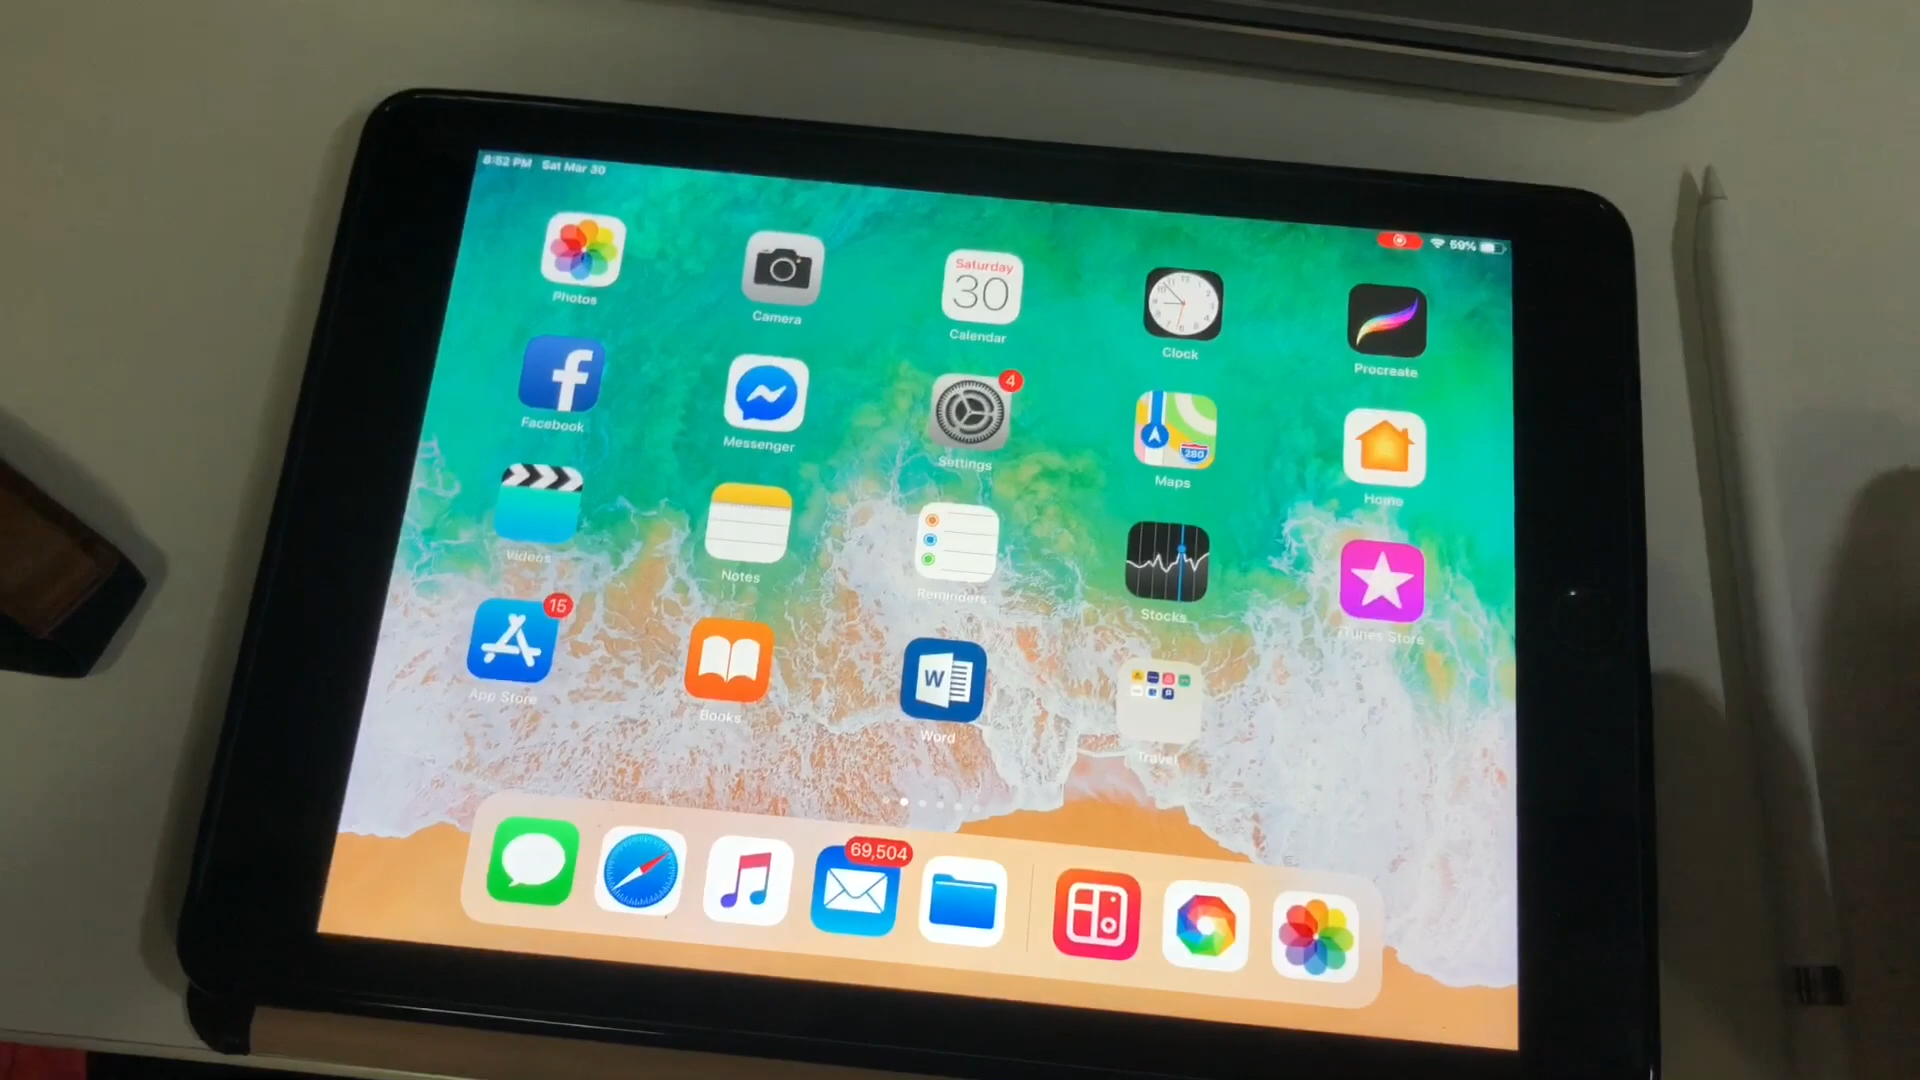 8:52 PM Sat Mar 30
59%
Photos
Camera
Saturday
30
Calendar
Clock
Procreate
Facebook
Messenger
4
Settings
280
Maps
Home
Videos
Notes
Reminders
Stocks
iTunes Store
15
App Store
Books
W
Word
Travel
69,504